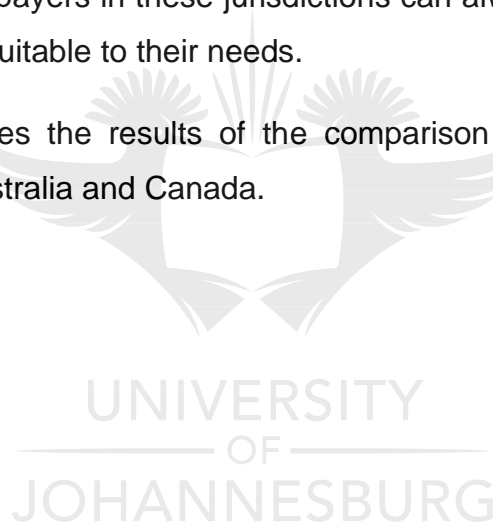 payers in these jurisdictions can
uitable to their needs.
es the results of the comparison
stralia and Canada.
UNIVERSITY
OF
JOHANNESBURG